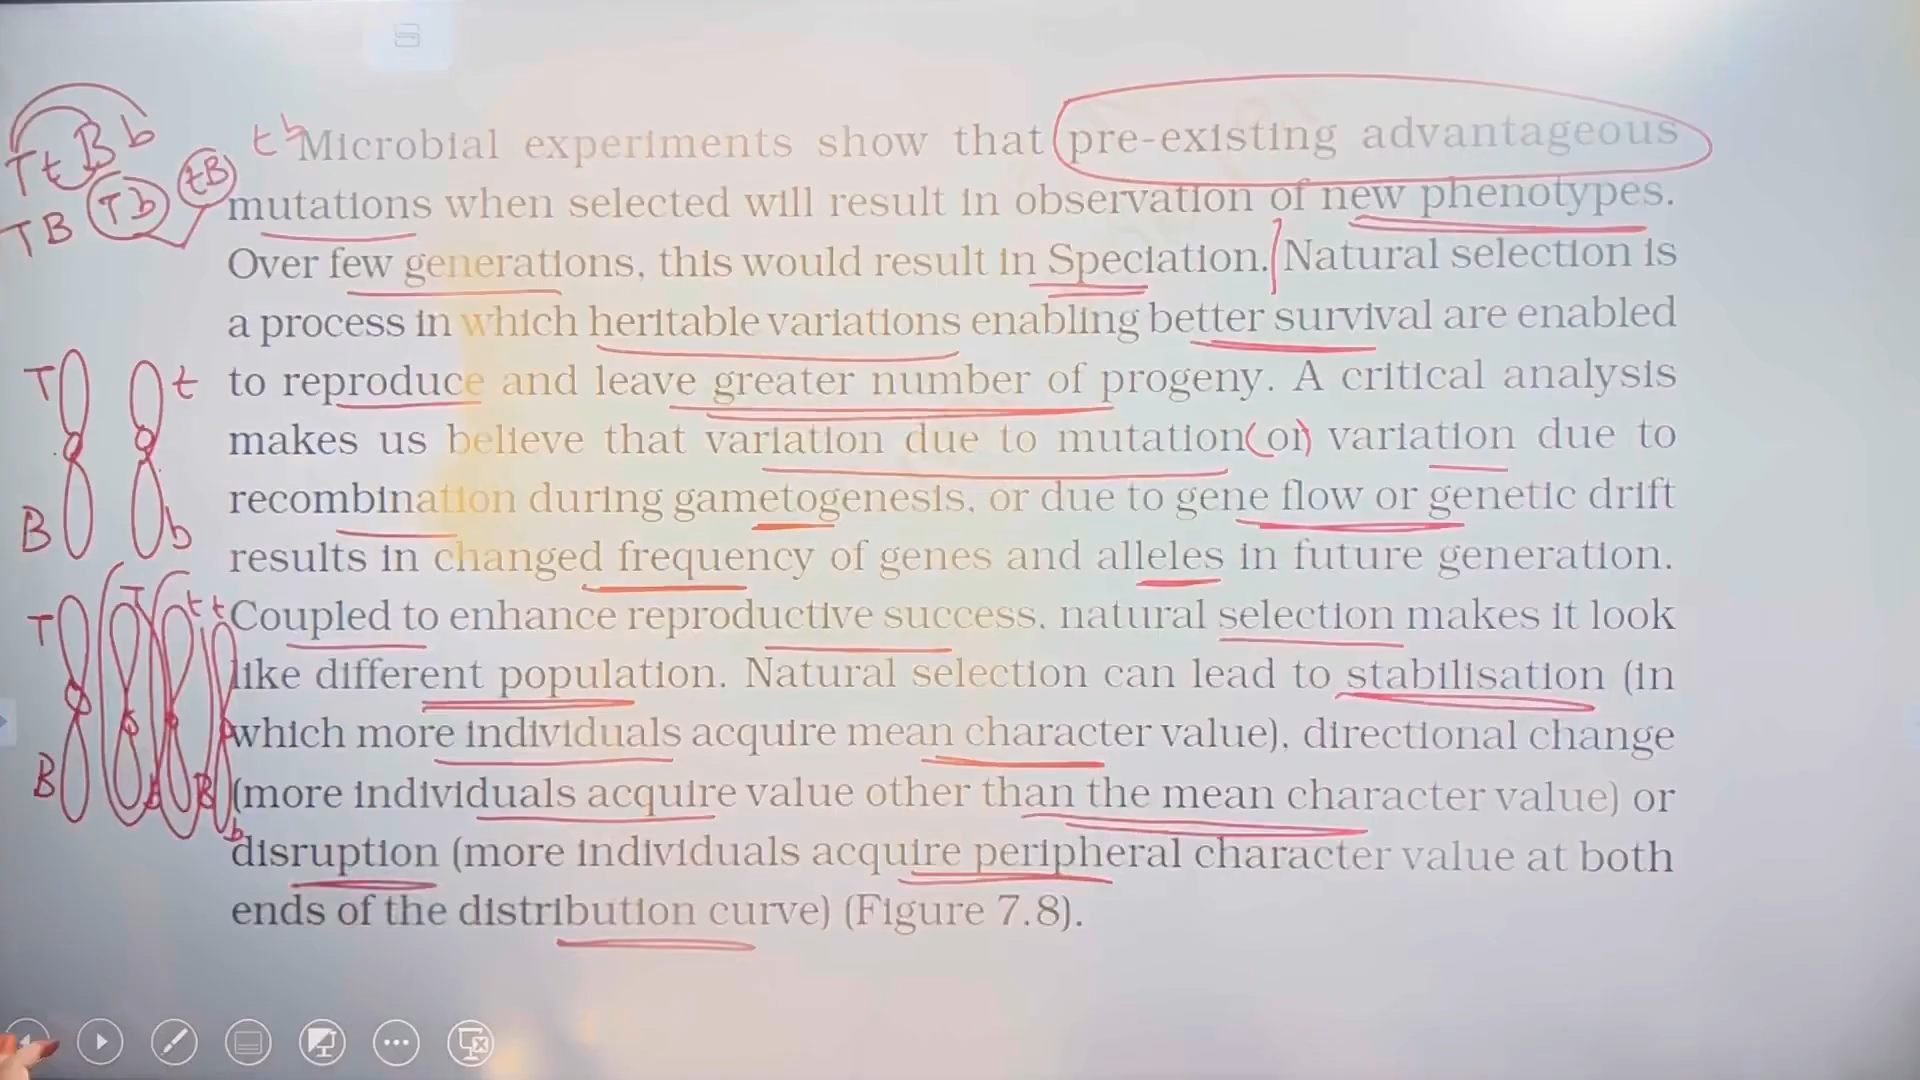 T t B b
t b
TB Tb tB
Microbial experiments show that pre-existing advantageous
mutations when selected will result in observation of new phenotypes.
Over few generations, this would result in Speciation. Natural selection is
a process in which heritable variations enabling better survival are enabled
to reproduce and leave greater number of progeny. A critical analysis
makes us believe that variation due to mutation (or) variation due to
recombination during gametogenesis, or due to gene flow or genetic drift
results in changed frequency of genes and alleles in future generation.
Coupled to enhance reproductive success, natural selection makes it look
like different population. Natural selection can lead to stabilisation (in
which more individuals acquire mean character value), directional change
(more individuals acquire value other than the mean character value) or
disruption (more individuals acquire peripheral character value at both
ends of the distribution curve) (Figure 7.8).
T t
B b
T T t t
B b B b